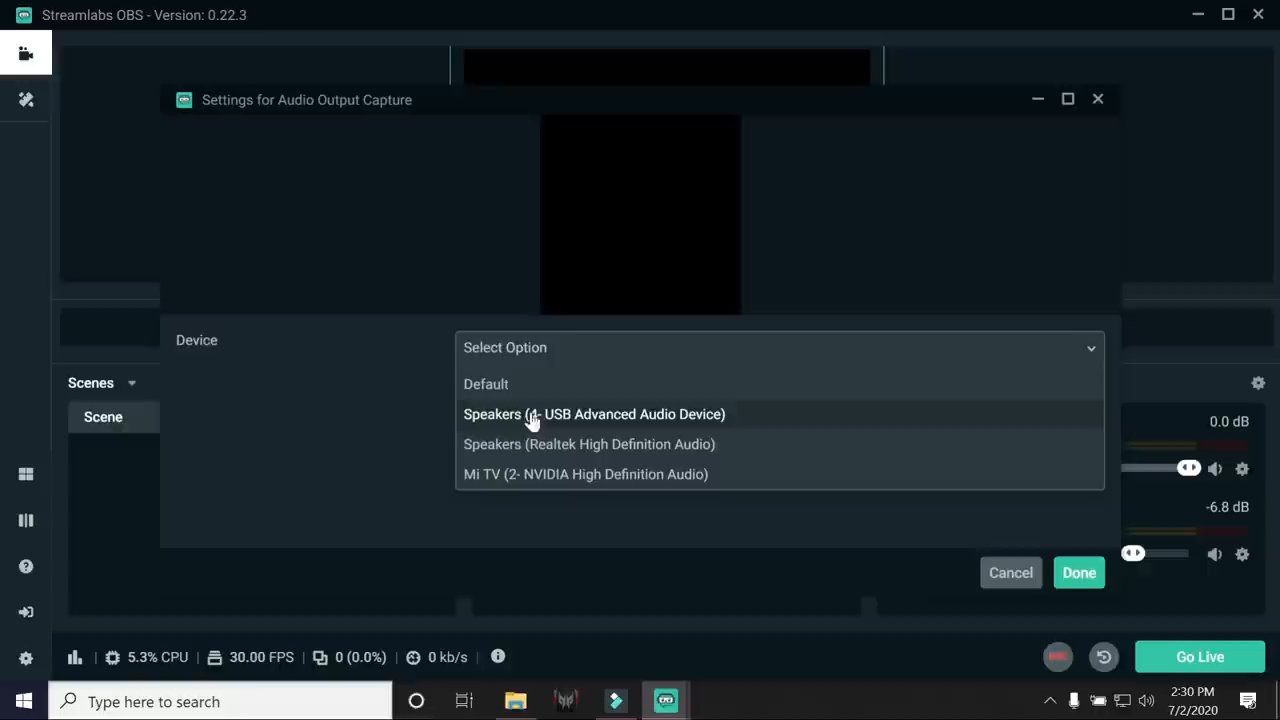 Streamlabs OBS - Version: 0.22.3
Settings for Audio Output Capture
Device
Select Option
Default
Speakers (4- USB Advanced Audio Device)
Speakers (Realtek High Definition Audio)
Mi TV (2- NVIDIA High Definition Audio)
Scenes
Scene
0.0 dB
-6.8 dB
Cancel
Done
5.3% CPU
30.00 FPS
0 (0.0%)
0 kb/s
REC
Go Live
Type here to search
2:30 PM
7/2/2020